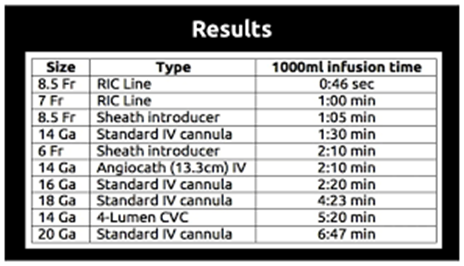 Results
Size Type 1000ml infusion time
8.5 Fr RIC Line 0:46 sec
7 Fr RIC Line 1:00 min
8.5 Fr Sheath introducer 1:05 min
14 Ga Standard IV cannula 1:30 min
6 Fr Sheath introducer 2:10 min
14 Ga Angiocath (13.3cm) IV 2:10 min
16 Ga Standard IV cannula 2:20 min
18 Ga Standard IV cannula 4:23 min
14 Ga 4-Lumen CVC 5:20 min
20 Ga Standard IV cannula 6:47 min